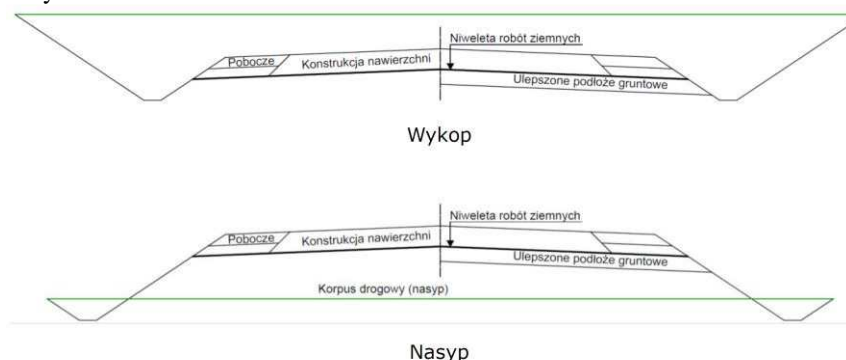 Niweleta robót ziemnych
Pobocze
Konstrukcja nawierzchni
Ulepszone podłoże gruntowe
Wykop
Niweleta robót ziemnych
Pobocze
Konstrukcja nawierzchni
Ulepszone podłoże gruntowe
Korpus drogowy (nasyp)
Nasyp